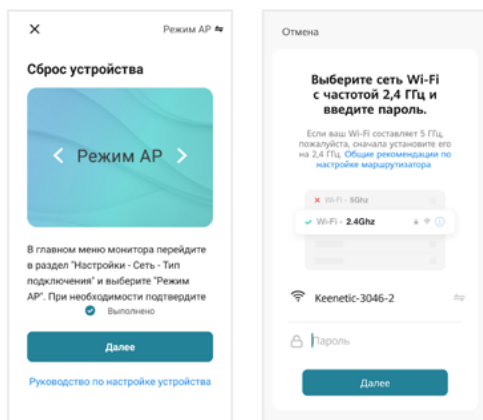 Режим AP
Сброс устройства
Режим AP
В главном меню монитора перейдите
в раздел "Настройки - Сеть - Тип
подключения" и выберите "Режим
AP". При необходимости подтвердите
Выполнено
Далее
Руководство по настройке устройства
Отмена
Выберите сеть Wi-Fi
с частотой 2,4 ГГц и
введите пароль.
Если ваш Wi-Fi составляет 5 ГГц,
пожалуйста, сначала установите его
на 2,4 ГГц. Общие рекомендации по
настройке маршрутизатора
Wi-Fi - 5Ghz
Wi-Fi - 2.4Ghz
Keenetic-3046-2
Пароль
Далее